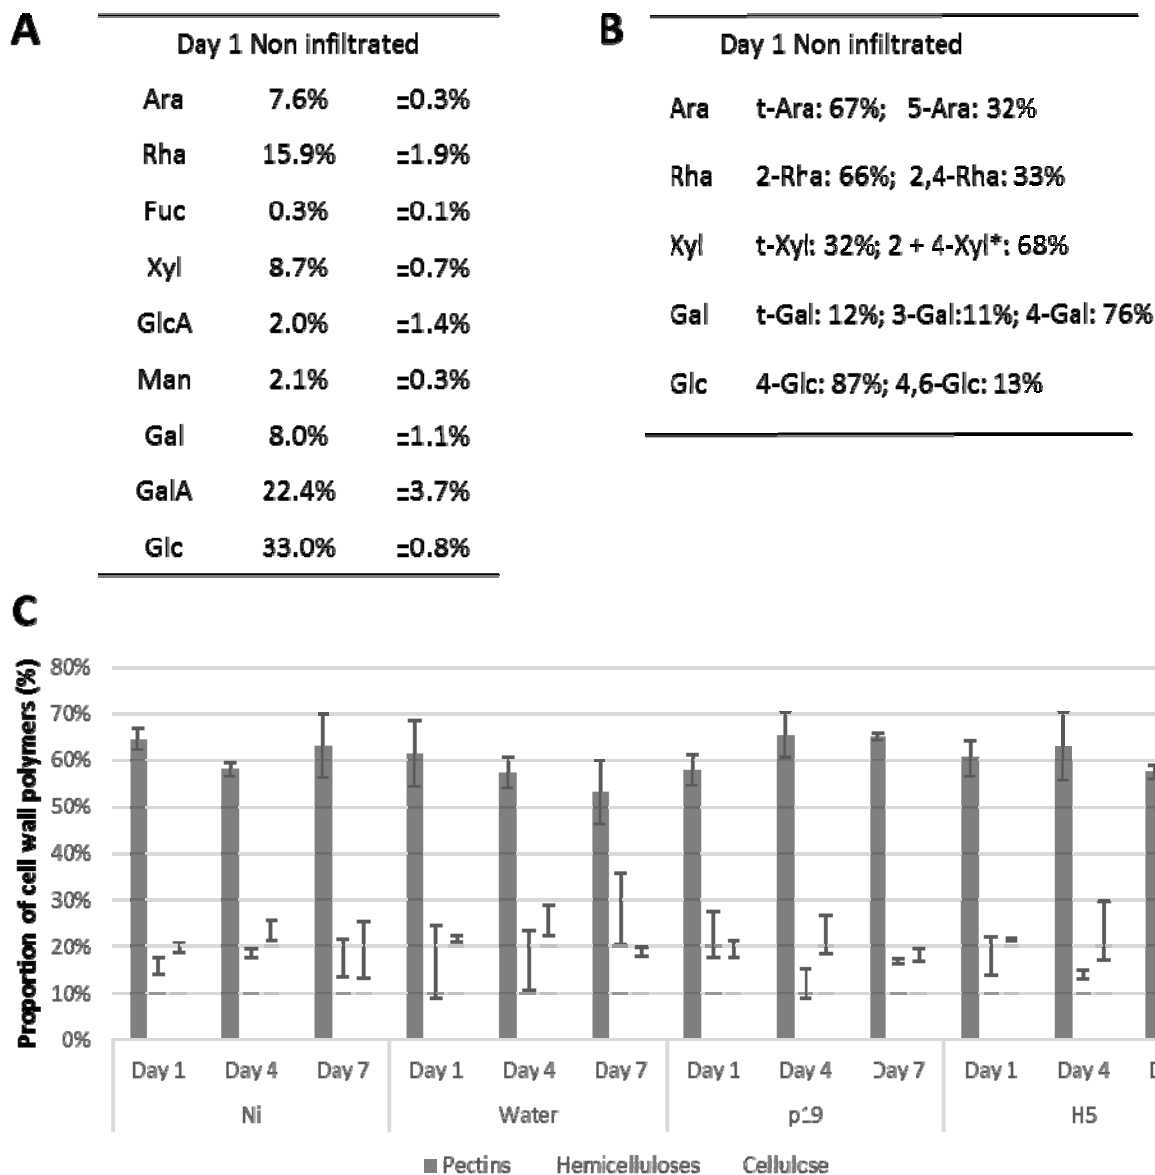 A
Day 1 Non infiltrated
Ara 7.6% ±0.3%
Rha 15.9% ±1.9%
Fuc 0.3% ±0.1%
Xyl 8.7% ±0.7%
GlcA 2.0% ±1.4%
Man 2.1% ±0.3%
Gal 8.0% ±1.1%
GalA 22.4% ±3.7%
Glc 33.0% ±0.8%
B
Day 1 Non infiltrated
Ara t-Ara: 67%; 5-Ara: 32%
Rha 2-Rha: 66%; 2,4-Rha: 33%
Xyl t-Xyl: 32%; 2 + 4-Xyl*: 68%
Gal t-Gal: 12%; 3-Gal:11%; 4-Gal: 76%
Glc 4-Glc: 87%; 4,6-Glc: 13%
C
Proportion of cell wall polymers (%)
80%
70%
60%
50%
40%
30%
20%
10%
0%
Day 1 Day 4 Day 7 Day 1 Day 4 Day 7 Day 1 Day 4 Day 7 Day 1 Day 4
Ni Water p19 H5
Pectins Hemicelluloses Cellulose